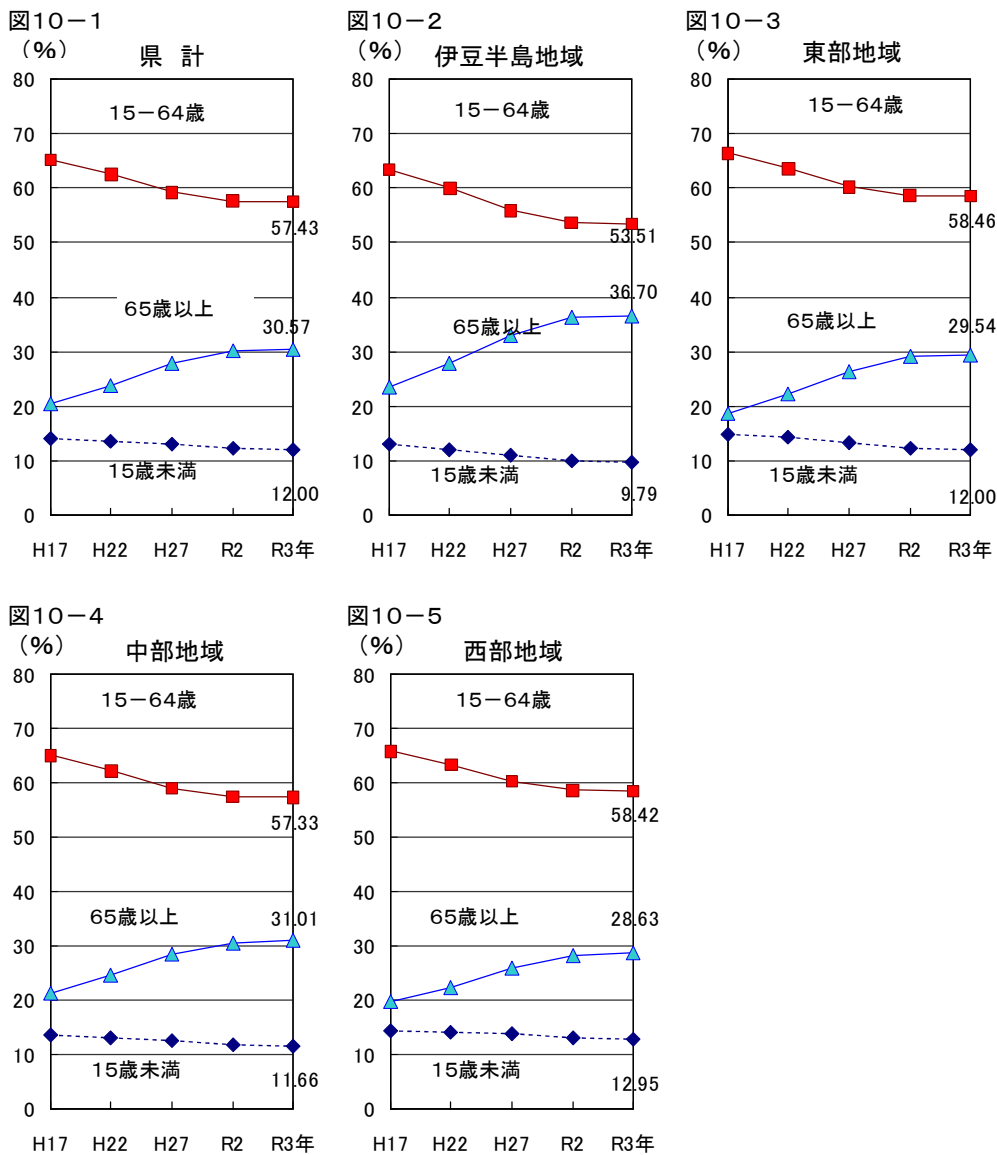 図10-1
(%)
県 計
80
70
60
50
40
30
20
10
0
15-64歳
57.43
65歳以上
30.57
15歳未満
12.00
H17 H22 H27 R2 R3年
図10-2
(%)
伊豆半島地域
80
70
60
50
40
30
20
10
0
15-64歳
53.51
36.70
65歳以上
15歳未満
9.79
H17 H22 H27 R2 R3年
図10-3
(%)
東部地域
80
70
60
50
40
30
20
10
0
15-64歳
58.46
65歳以上
29.54
15歳未満
12.00
H17 H22 H27 R2 R3年
図10-4
(%)
中部地域
80
70
60
50
40
30
20
10
0
15-64歳
57.33
65歳以上
31.01
15歳未満
11.66
H17 H22 H27 R2 R3年
図10-5
(%)
西部地域
80
70
60
50
40
30
20
10
0
15-64歳
58.42
65歳以上
28.63
15歳未満
12.95
H17 H22 H27 R2 R3年